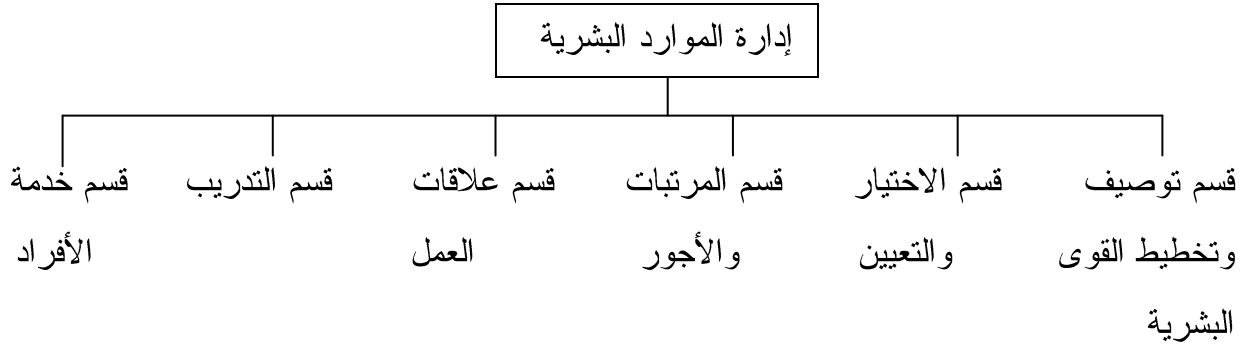 إدارة الموارد البشرية
قسم توصيف
وتخطيط القوى
البشرية
قسم الاختيار
والتعيين
قسم المرتبات
والأجور
قسم علاقات
العمل
قسم التدريب
قسم خدمة
الأفراد